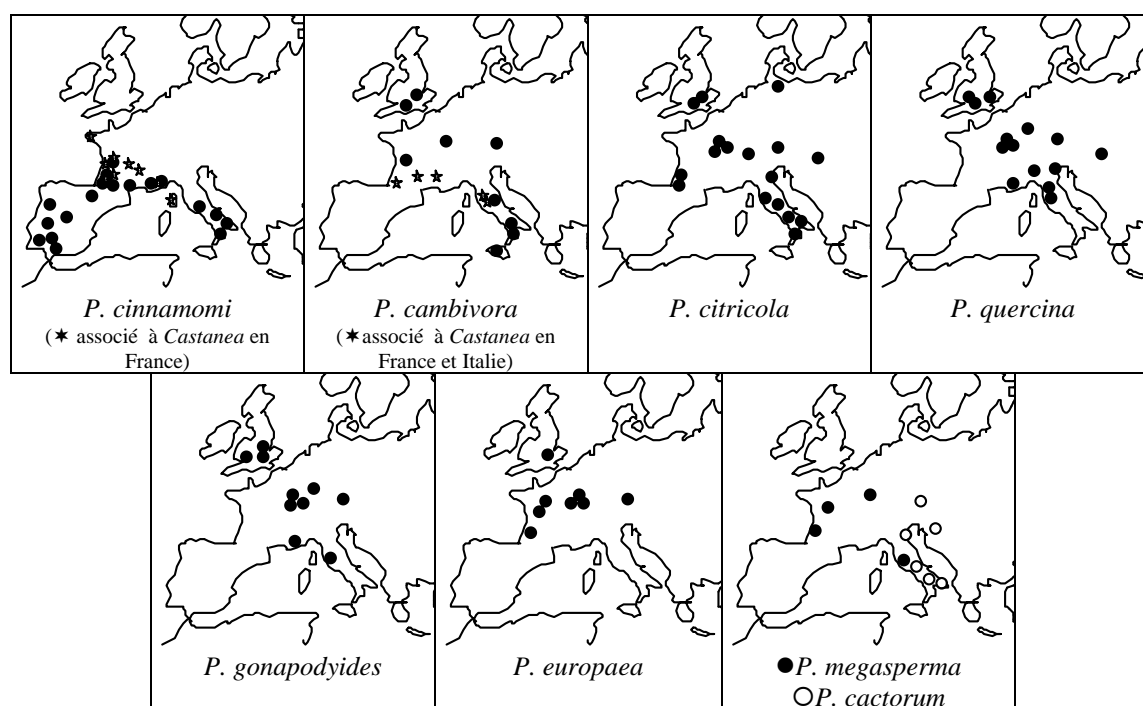 P. cinnamomi
(★ associé à Castanea en
France)
P. cambivora
(★ associé à Castanea en
France et Italie)
P. citricola
P. quercina
P. gonapodyides
P. europaea
●P. megasperma
○P. cactorum